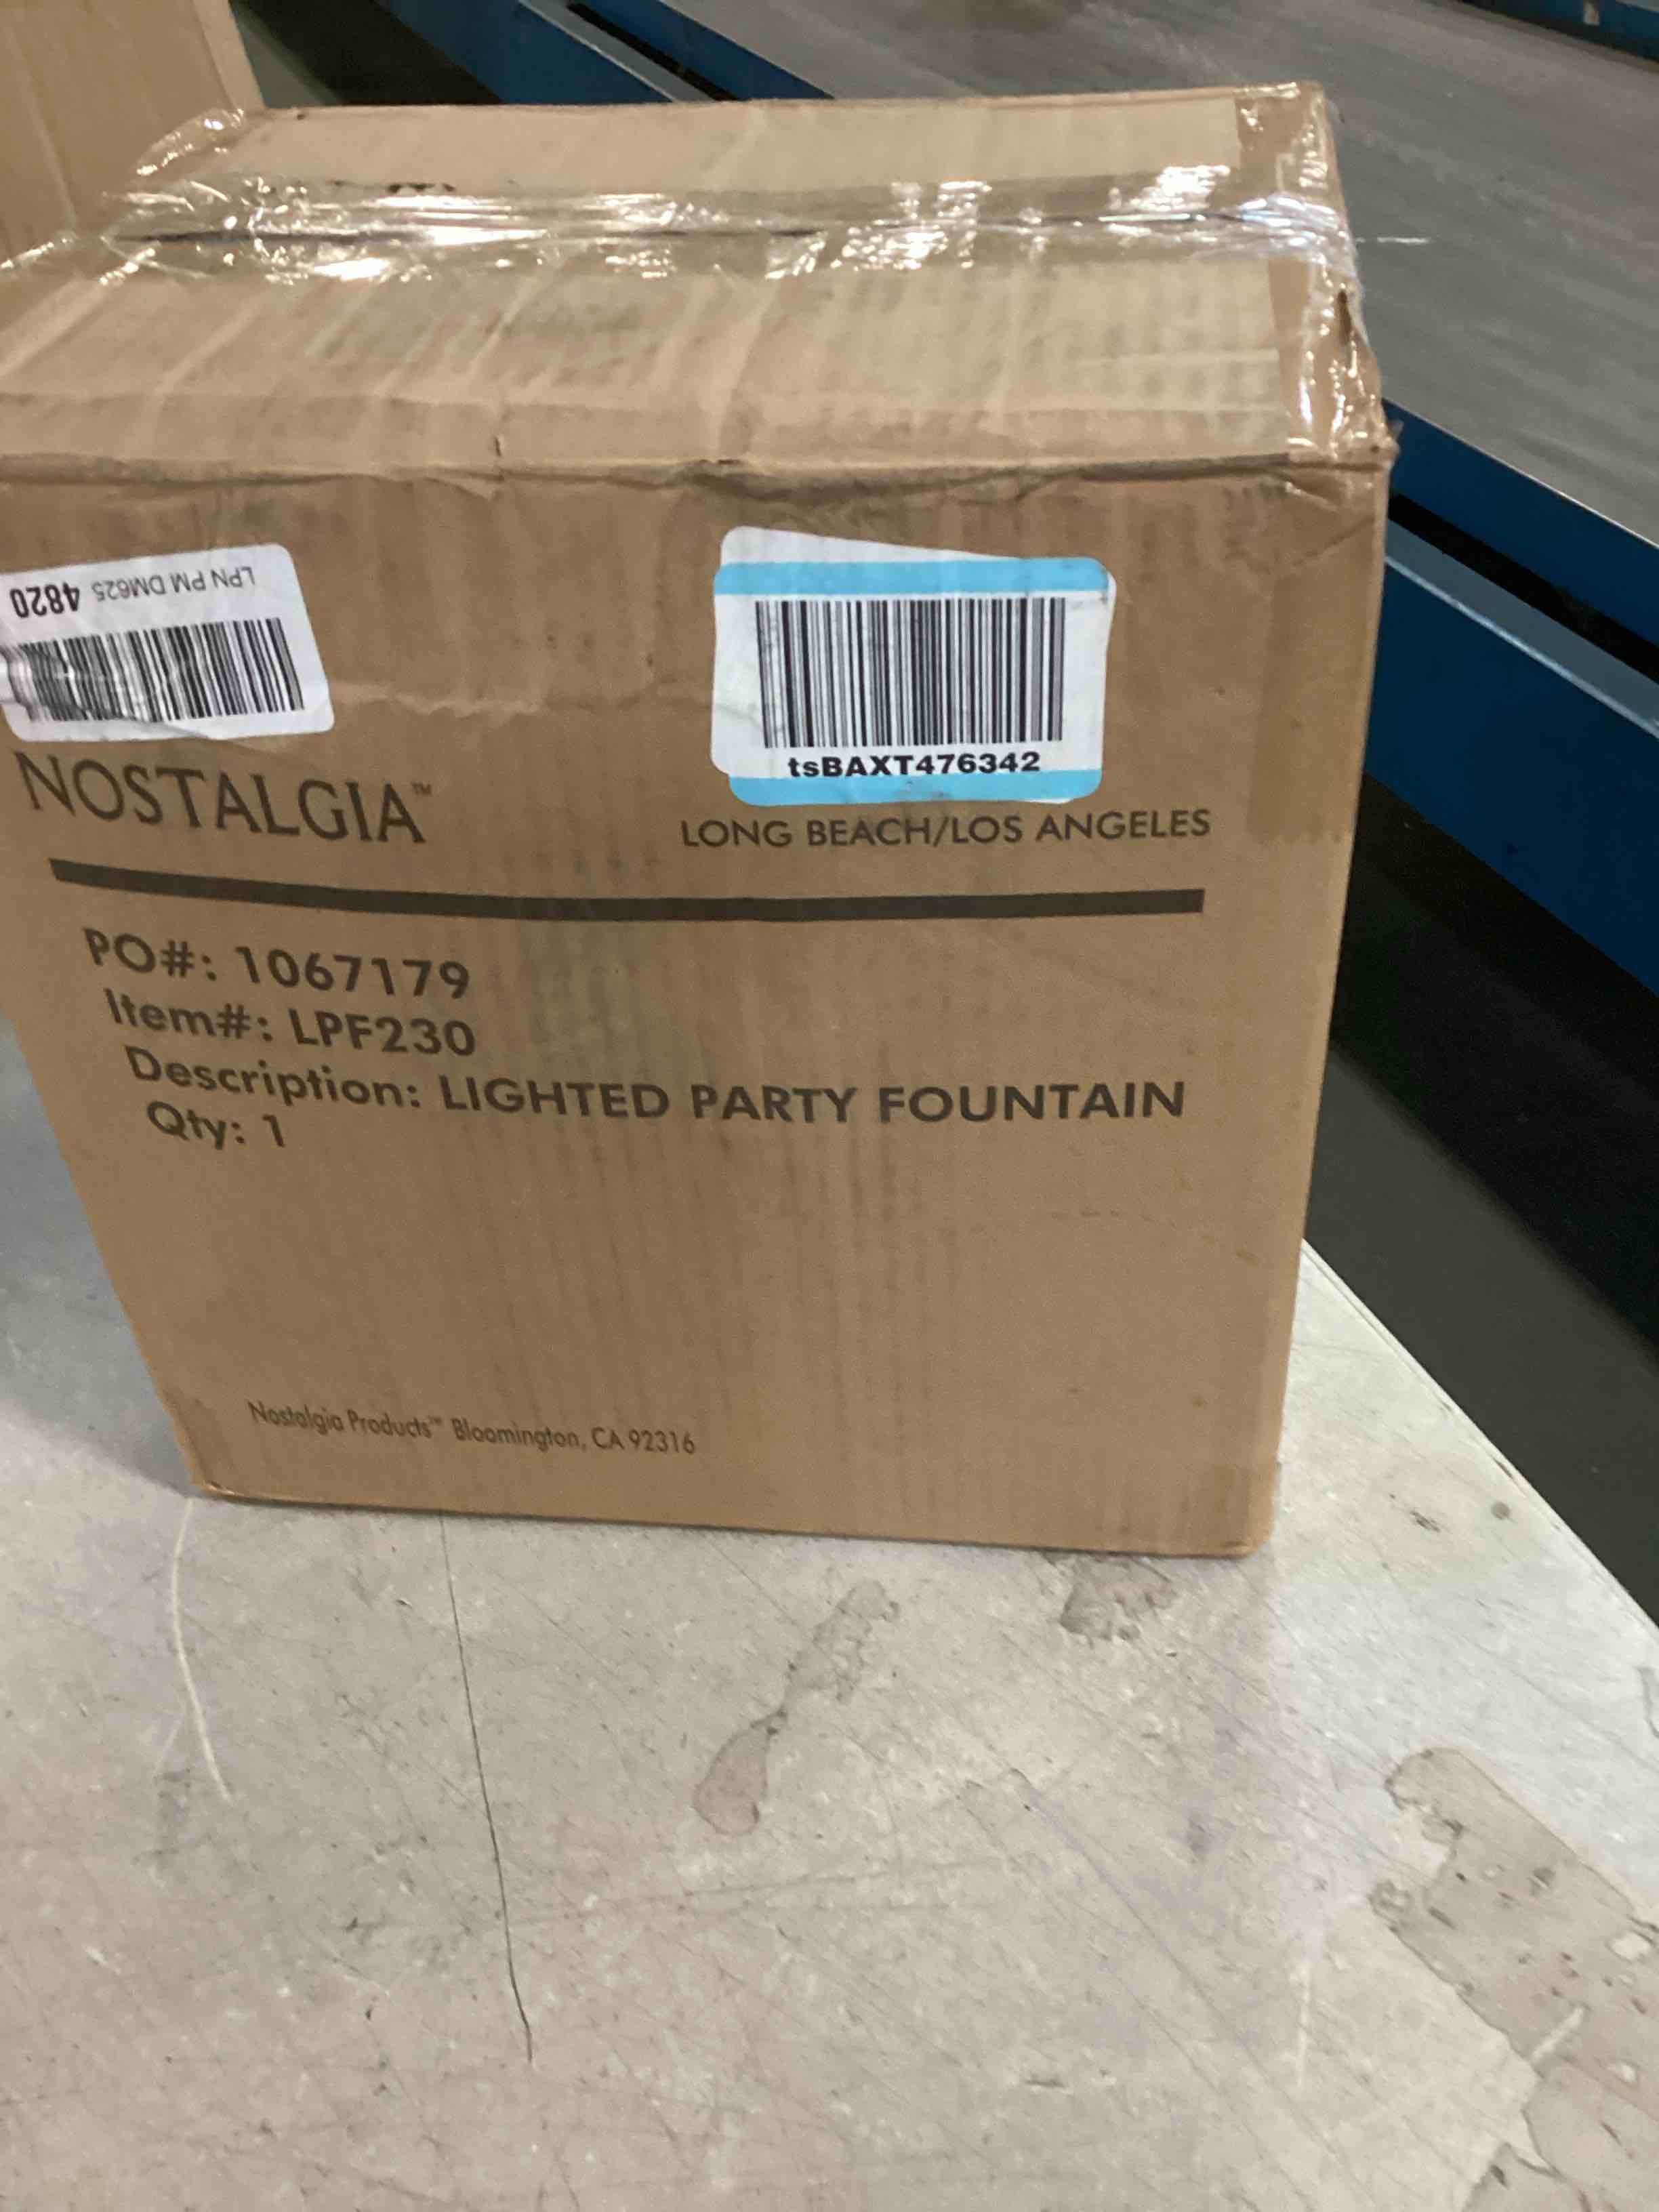 LPN PM DM625 4820
tsBAXT476342
NOSTALGIA™
LONG BEACH/LOS ANGELES
PO#: 1067179
Item#: LPF230
Description: LIGHTED PARTY FOUNTAIN
Qty: 1
Nostalgia Products™ Bloomington, CA 92316